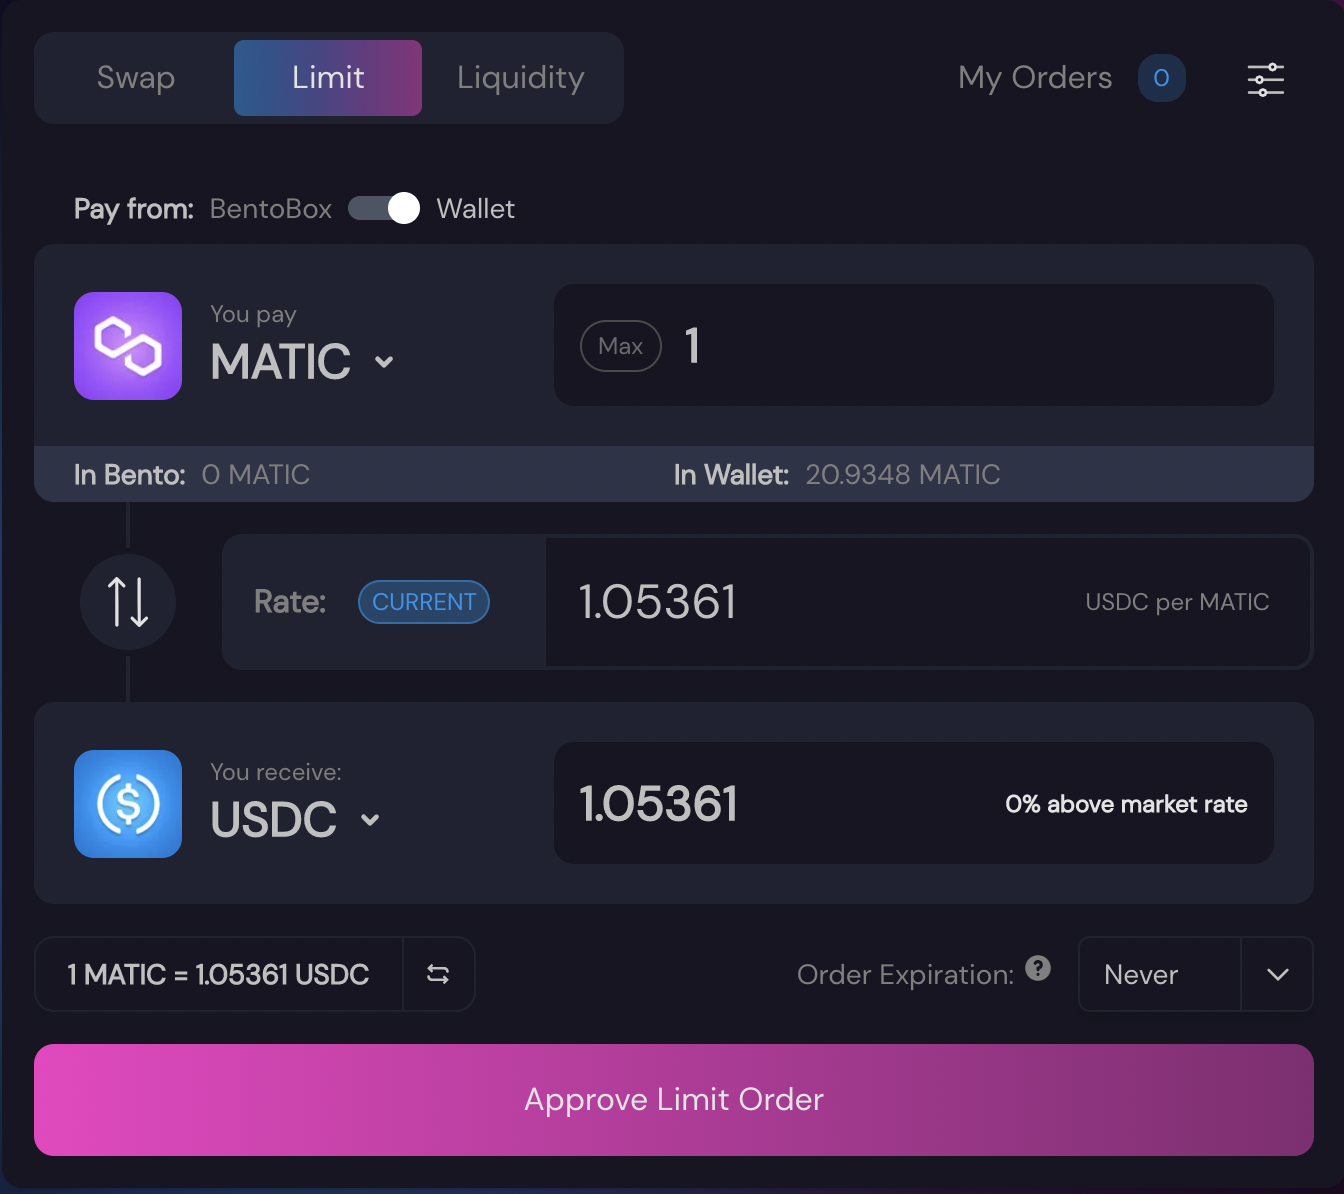 Swap Limit Liquidity My Orders 0
Pay from: BentoBox Wallet
You pay
MATIC
Max 1
In Bento: 0 MATIC In Wallet: 20.9348 MATIC
Rate: CURRENT 1.05361 USDC per MATIC
You receive:
USDC
1.05361 0% above market rate
1 MATIC = 1.05361 USDC Order Expiration: ? Never
Approve Limit Order